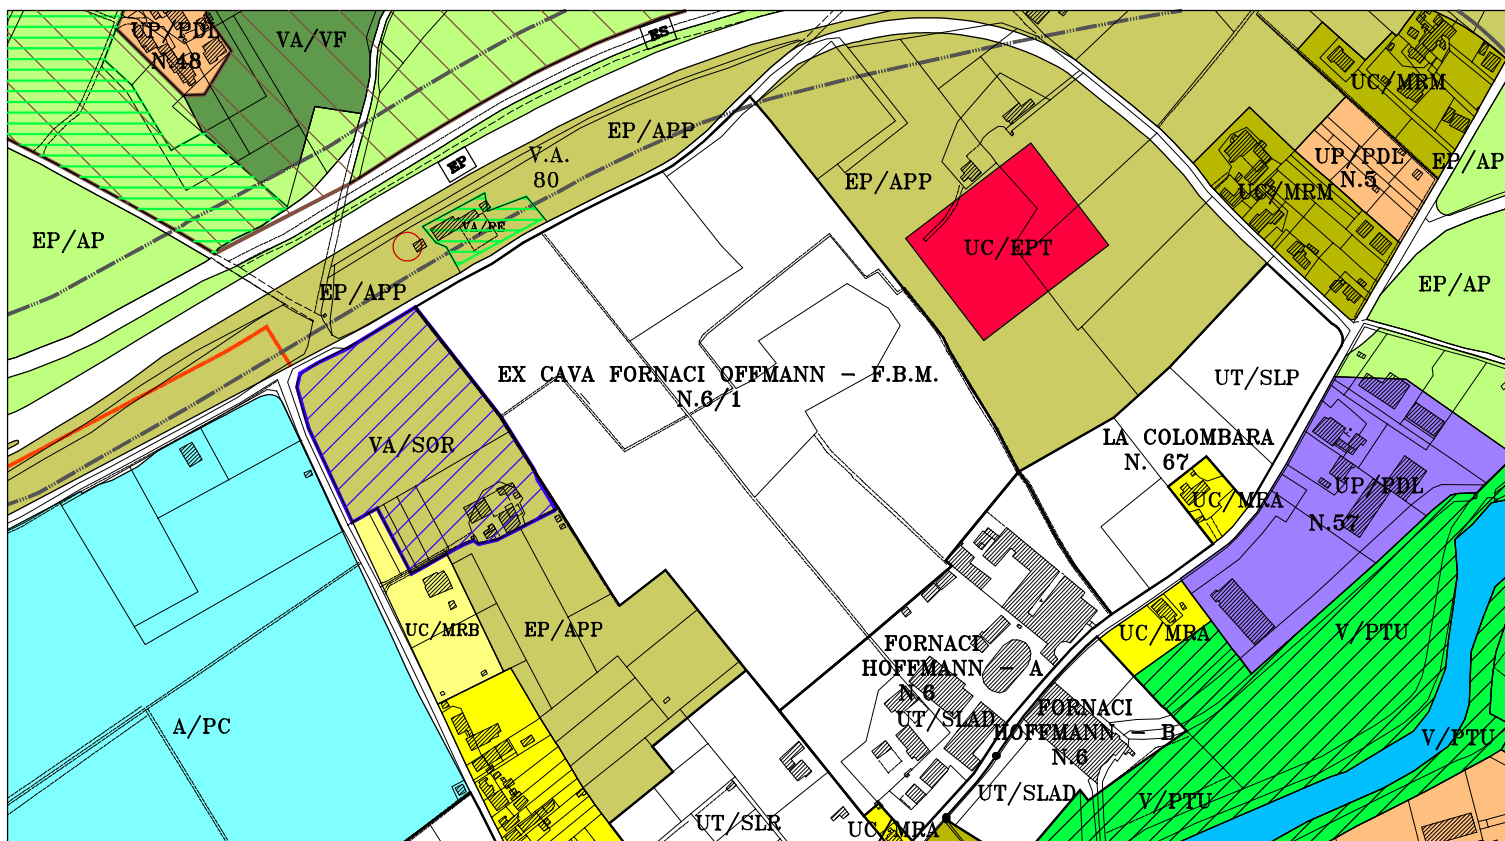 UP/PDL
N.48
VA/VF
ES
UC/MRM
EP/APP
V.A.
80
EP
UP/PDL
N.5
EP/AP
UC/MRM
EP/APP
VA/RE
EP/AP
UC/EPT
EP/APP
EP/AP
EX CAVA FORNACI OFFMANN – F.B.M.
N.6/1
UT/SLP
VA/SOR
LA COLOMBARA
N. 67
UC/MRA
UP/PDL
N.57
UC/MRB
EP/APP
UC/MRA
V/PTU
FORNACI
HOFFMANN – A
N.6
UT/SLAD
FORNACI
HOFFMANN – B
N.6
A/PC
V/PTU
UT/SLAD
V/PTU
UT/SLR
UC/MRA